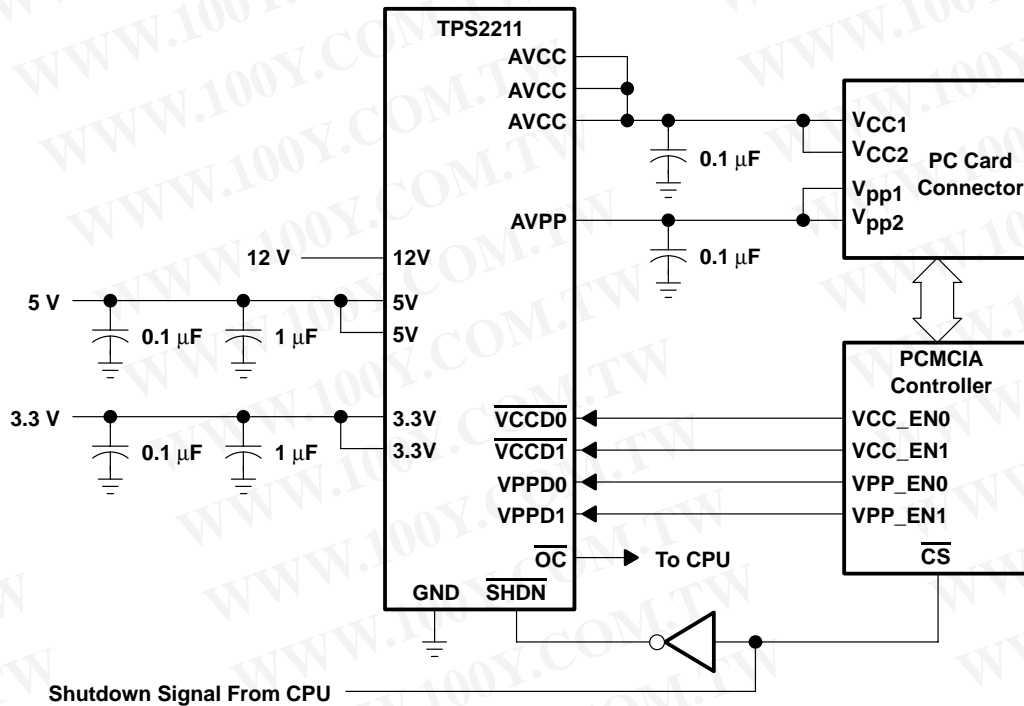 TPS2211
AVCC
AVCC
AVCC
VCC1
VCC2
0.1 μF
PC Card
Connector
Vpp1
Vpp2
AVPP
0.1 μF
12 V
12V
5 V
5V
5V
0.1 μF
1 μF
PCMCIA
Controller
3.3 V
3.3V
3.3V
0.1 μF
1 μF
VCCD0
VCC_EN0
VCCD1
VCC_EN1
VPPD0
VPP_EN0
VPPD1
VPP_EN1
OC
To CPU
CS
GND
SHDN
Shutdown Signal From CPU
WWW.100Y.COM.TW